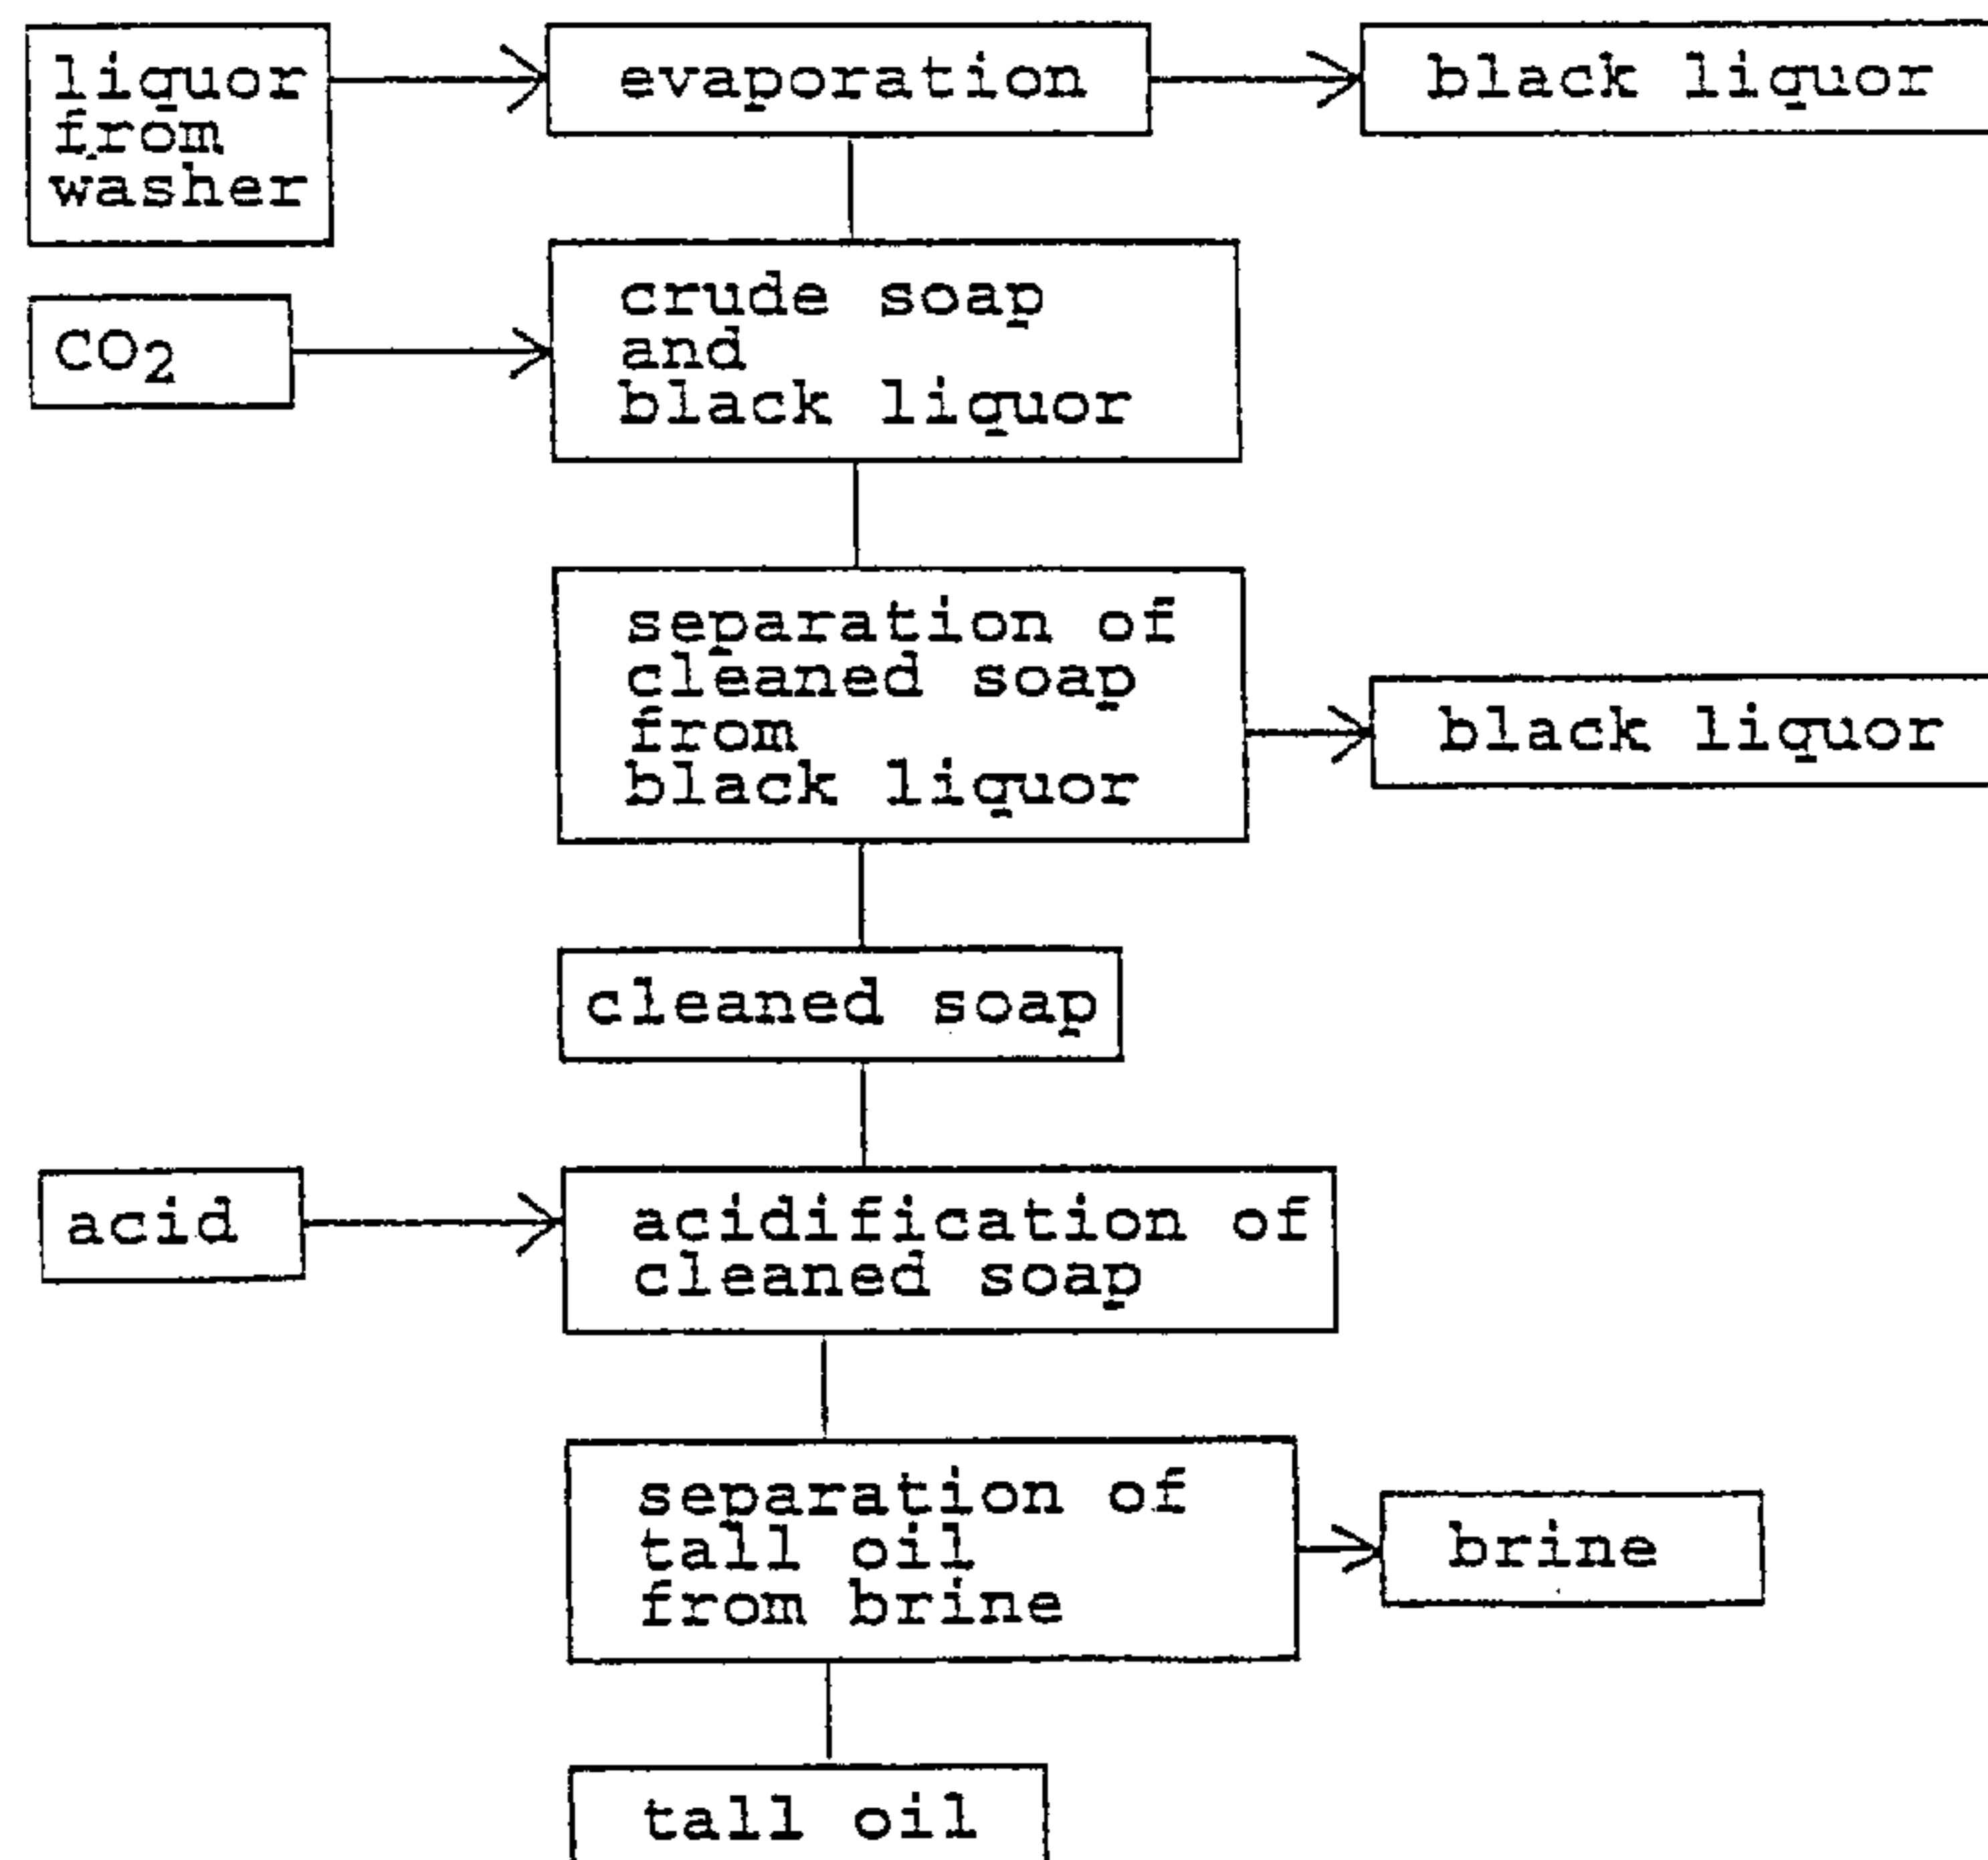 liquor
from
washer
evaporation
black liquor
CO₂
crude soap
and
black liquor
separation of
cleaned soap
from
black liquor
black liquor
cleaned soap
acid
acidification of
cleaned soap
separation of
tall oil
from brine
brine
tall oil